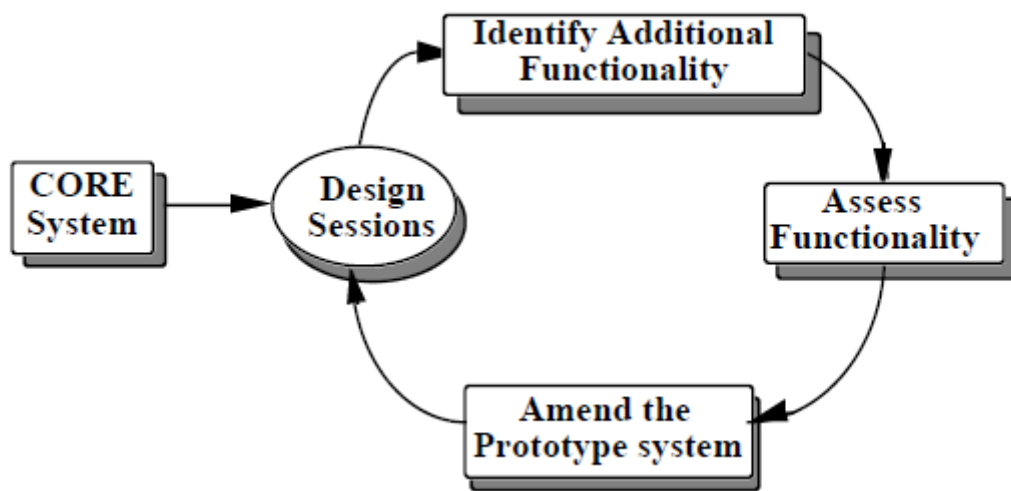 Identify Additional
Functionality
CORE
System
Design
Sessions
Assess
Functionality
Amend the
Prototype system